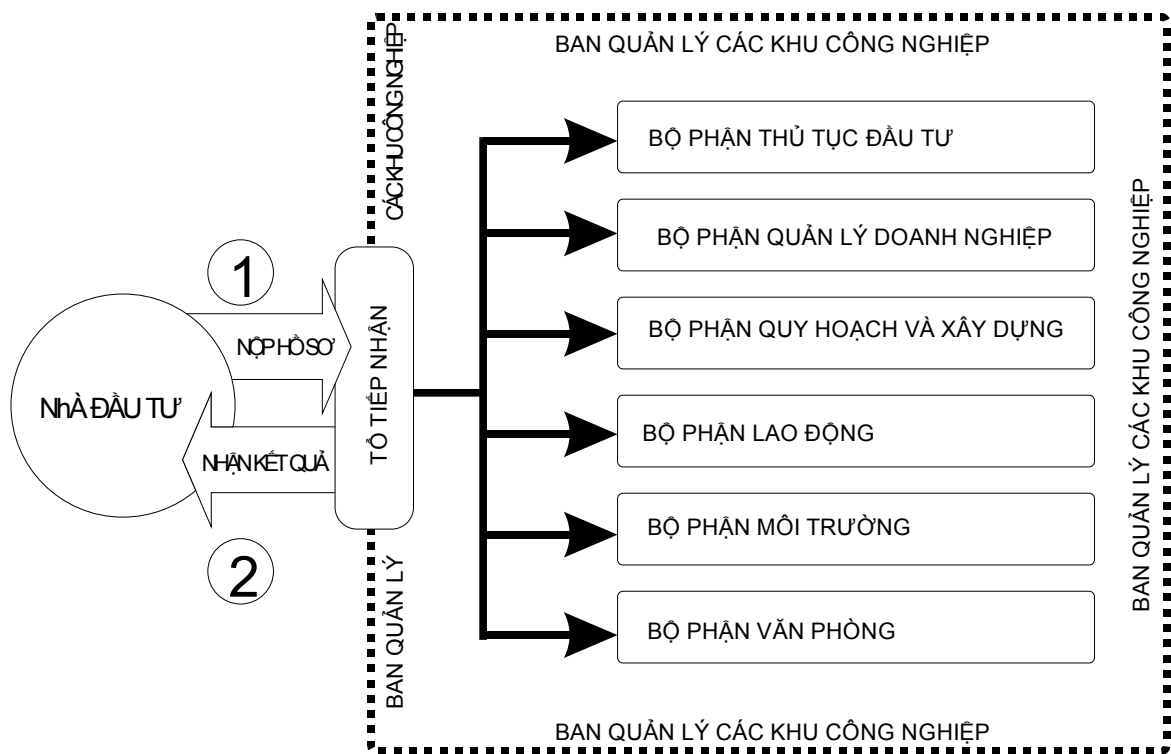 BAN QUẢN LÝ CÁC KHU CÔNG NGHIỆP
CÁC KHU CÔNG NGHIỆP
BỘ PHẬN THỦ TỤC ĐẦU TƯ
BỘ PHẬN QUẢN LÝ DOANH NGHIỆP
BỘ PHẬN QUY HOẠCH VÀ XÂY DỰNG
BỘ PHẬN LAO ĐỘNG
BỘ PHẬN MÔI TRƯỜNG
BỘ PHẬN VĂN PHÒNG
BAN QUẢN LÝ CÁC KHU CÔNG NGHIỆP
1
NỘP HỒ SƠ
NhÀ ĐẦU TƯ
NHẬN KẾT QUẢ
2
TỔ TIẾP NHẬN
BAN QUẢN LÝ
BAN QUẢN LÝ CÁC KHU CÔNG NGHIỆP